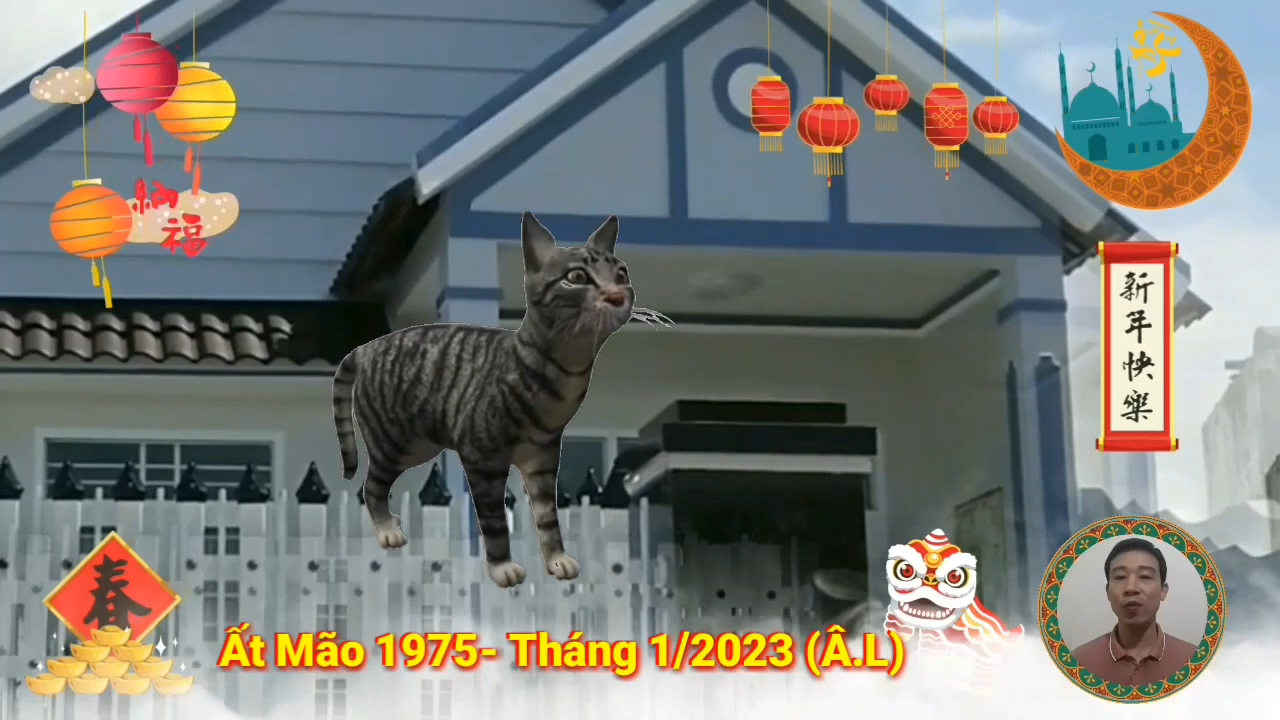 納
福
新
年
快
樂
春
Ất Mão 1975- Tháng 1/2023 (Â.L)